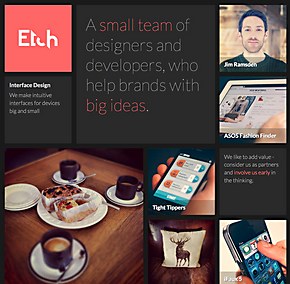 Etch
A small team of
designers and
developers, who
help brands with
big ideas.
Jim Ramsden
Interface Design
We make intuitive
interfaces for devices
big and small
ASOS Fashion Finder
We like to add value -
consider us as partners
and involve us early in
the thinking.
Tight Tippers